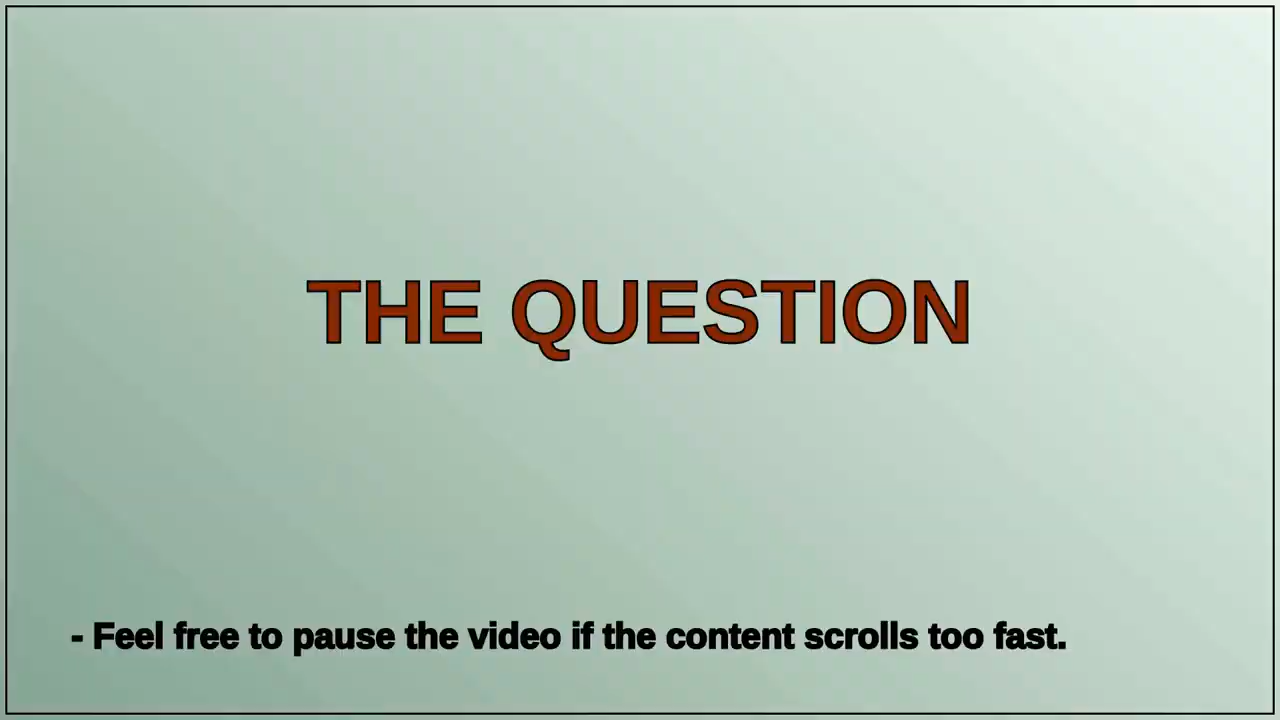 THE QUESTION
- Feel free to pause the video if the content scrolls too fast.